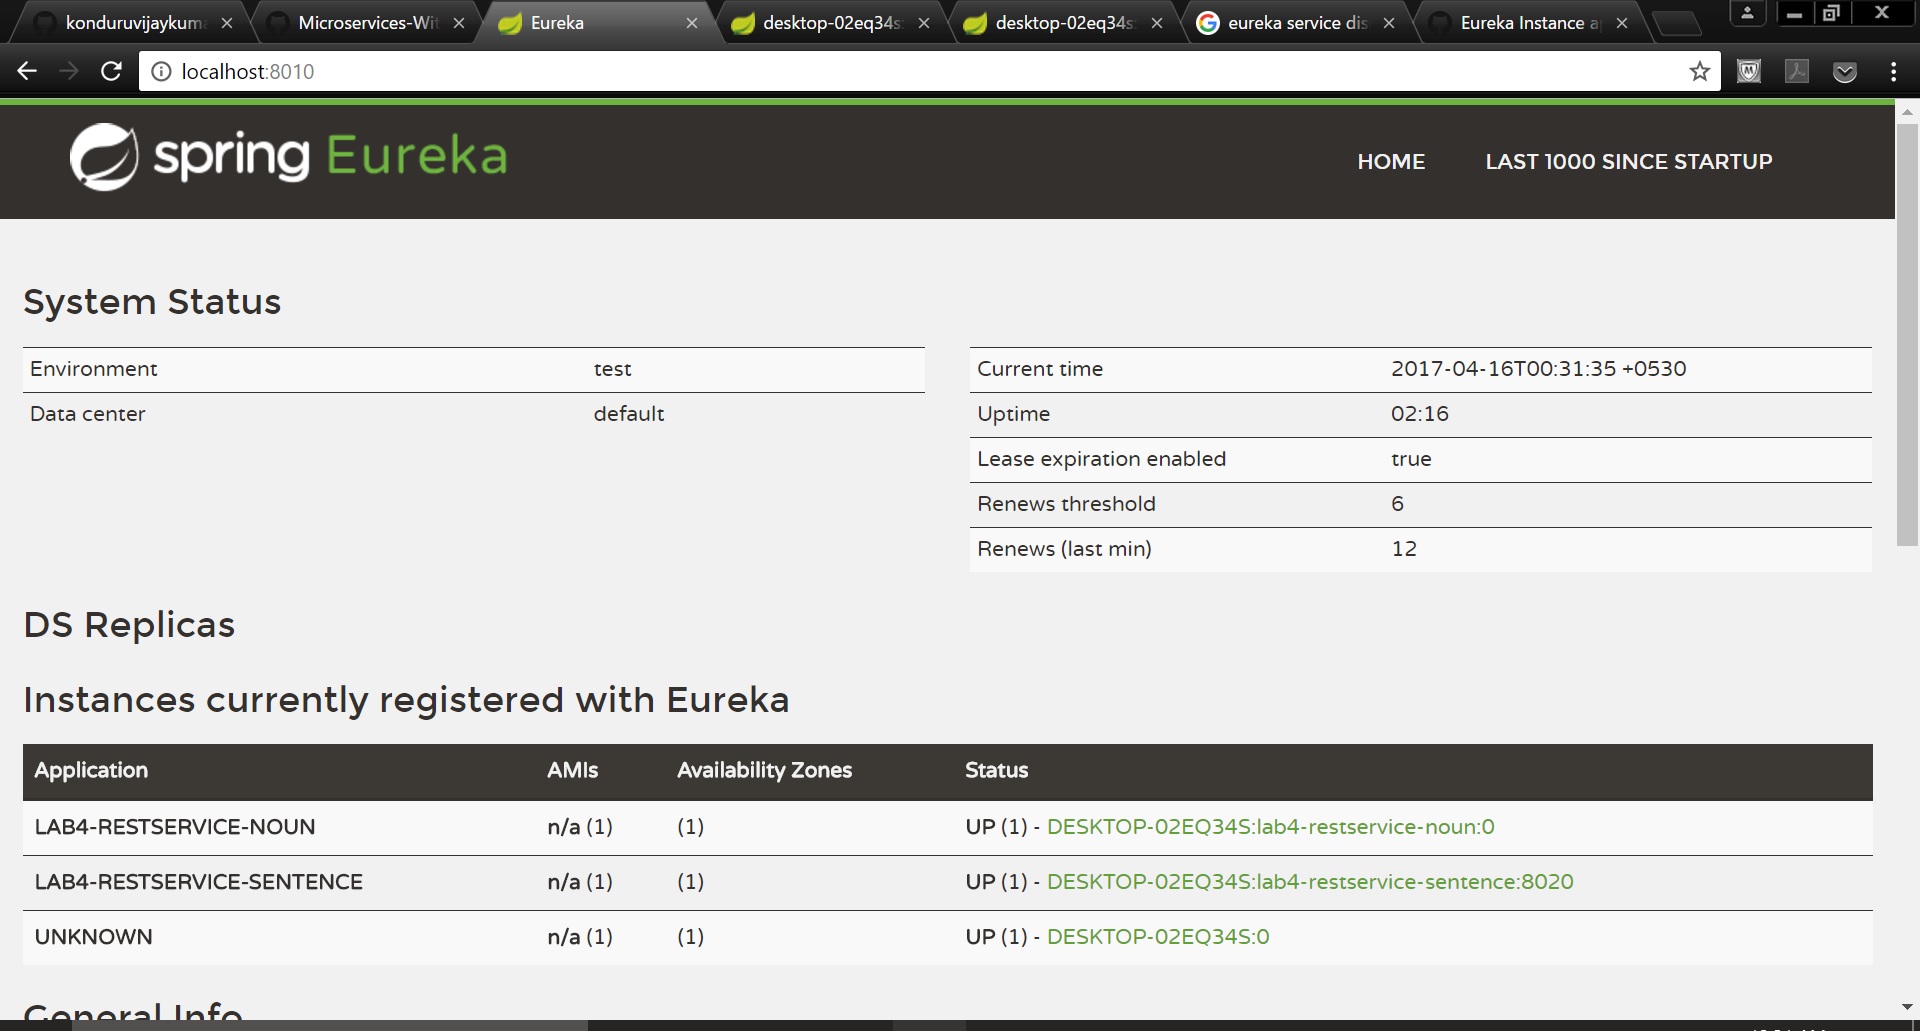 konduruvijaykum
Microservices-Wit
Eureka
desktop-02eq34s
desktop-02eq34s
eureka service dis
Eureka Instance a
localhost:8010
spring Eureka
HOME
LAST 1000 SINCE STARTUP
System Status
Environment test
Data center default
Current time 2017-04-16T00:31:35 +0530
Uptime 02:16
Lease expiration enabled true
Renews threshold 6
Renews (last min) 12
DS Replicas
Instances currently registered with Eureka
Application AMIs Availability Zones Status
LAB4-RESTSERVICE-NOUN n/a (1) (1) UP (1) - DESKTOP-02EQ34S:lab4-restservice-noun:0
LAB4-RESTSERVICE-SENTENCE n/a (1) (1) UP (1) - DESKTOP-02EQ34S:lab4-restservice-sentence:8020
UNKNOWN n/a (1) (1) UP (1) - DESKTOP-02EQ34S:0
General Info